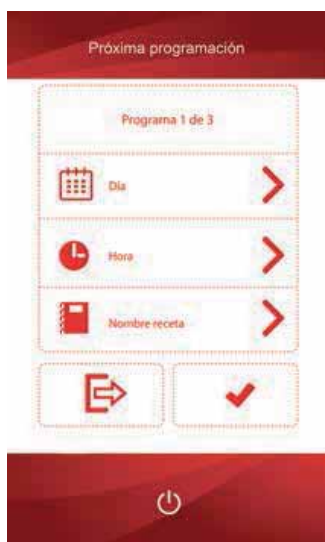 Próxima programación
Programa 1 de 3
Día
Hora
Nombre receta